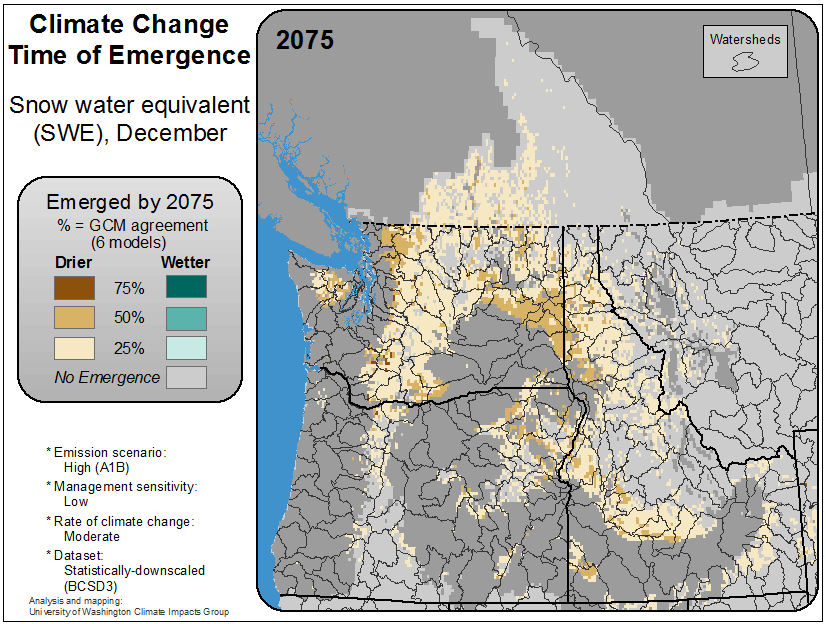 Climate Change
Time of Emergence
Snow water equivalent
(SWE), December
Emerged by 2075
% = GCM agreement
(6 models)
Drier Wetter
75%
50%
25%
No Emergence
* Emission scenario:
High (A1B)
* Management sensitivity:
Low
* Rate of climate change:
Moderate
* Dataset:
Statistically-downscaled
(BCSD3)
Analysis and mapping:
University of Washington Climate Impacts Group
2075
Watersheds